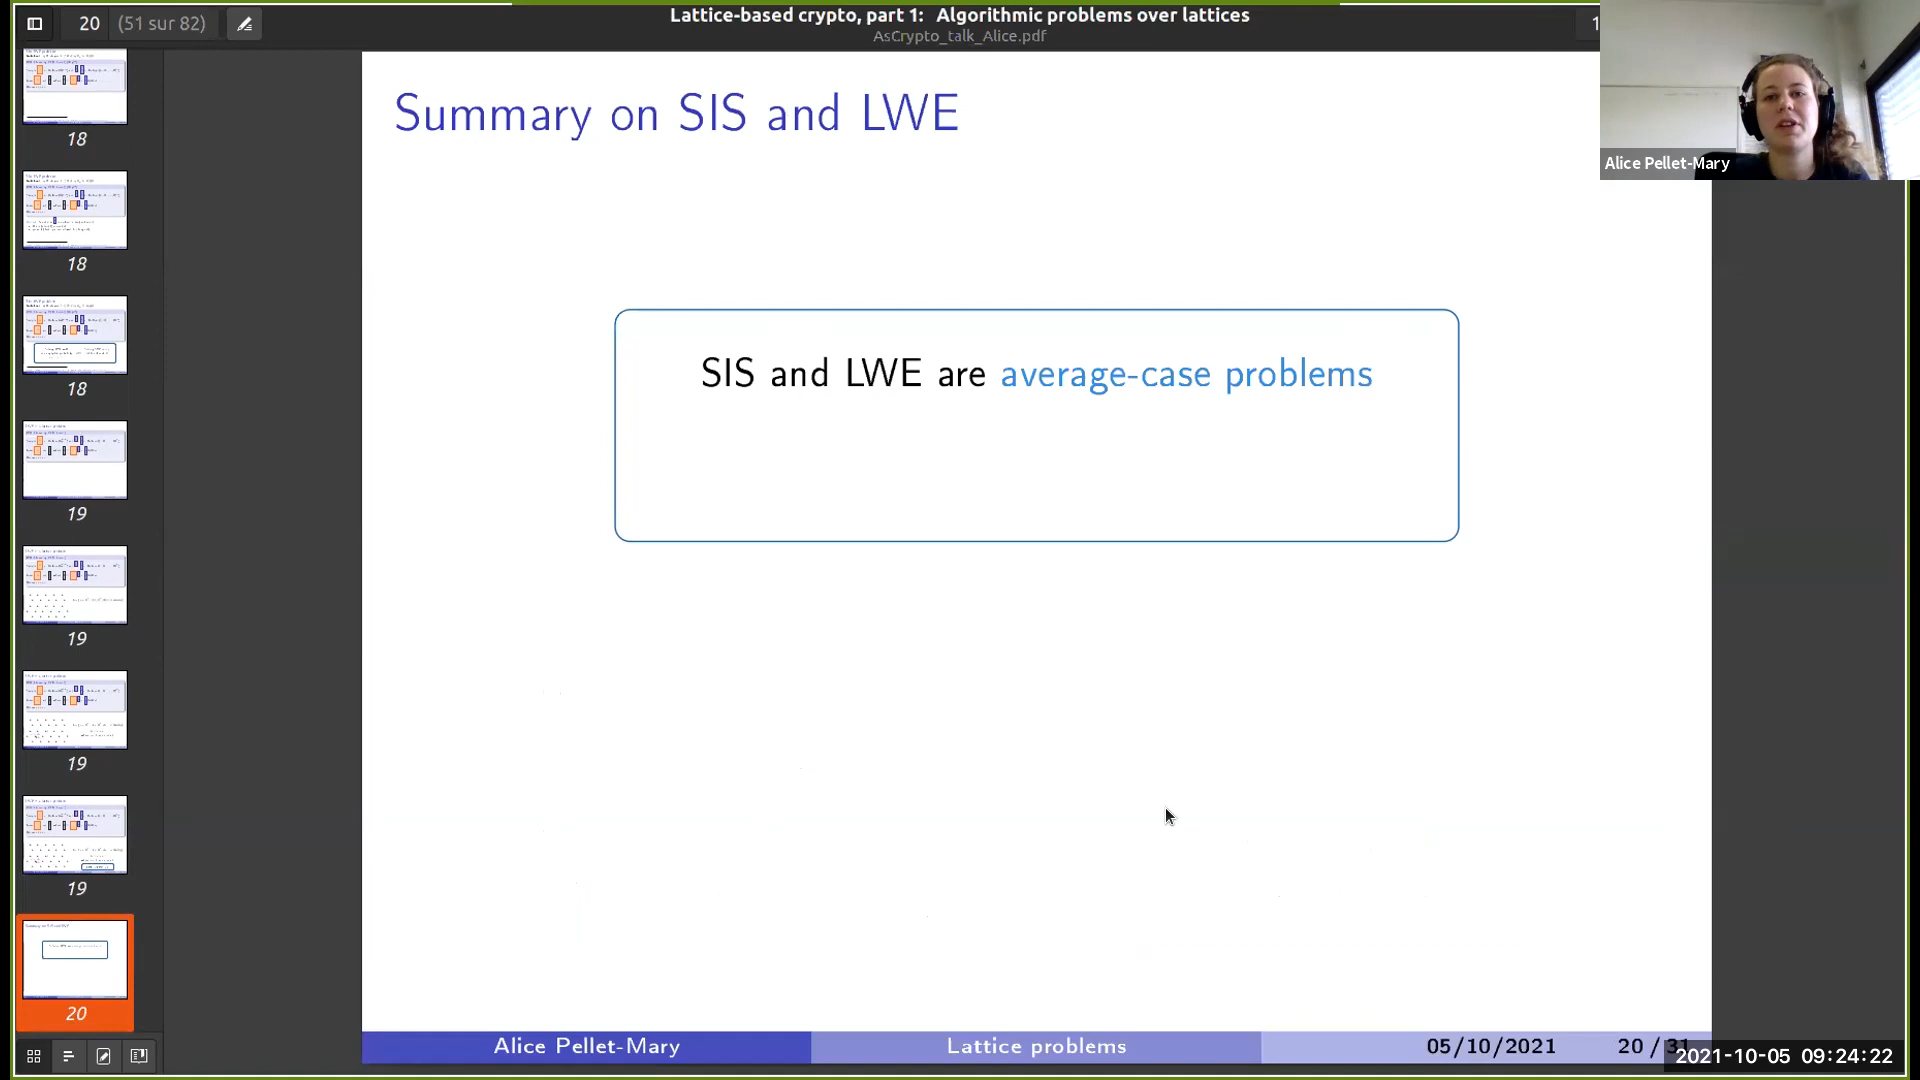 20 (51 sur 82)
Lattice-based crypto, part 1: Algorithmic problems over lattices
AsCrypto_talk_Alice.pdf
Alice Pellet-Mary
18
18
18
19
19
19
19
20
Summary on SIS and LWE
SIS and LWE are average-case problems
Alice Pellet-Mary
Lattice problems
05/10/2021
20 / 31
2021-10-05 09:24:22